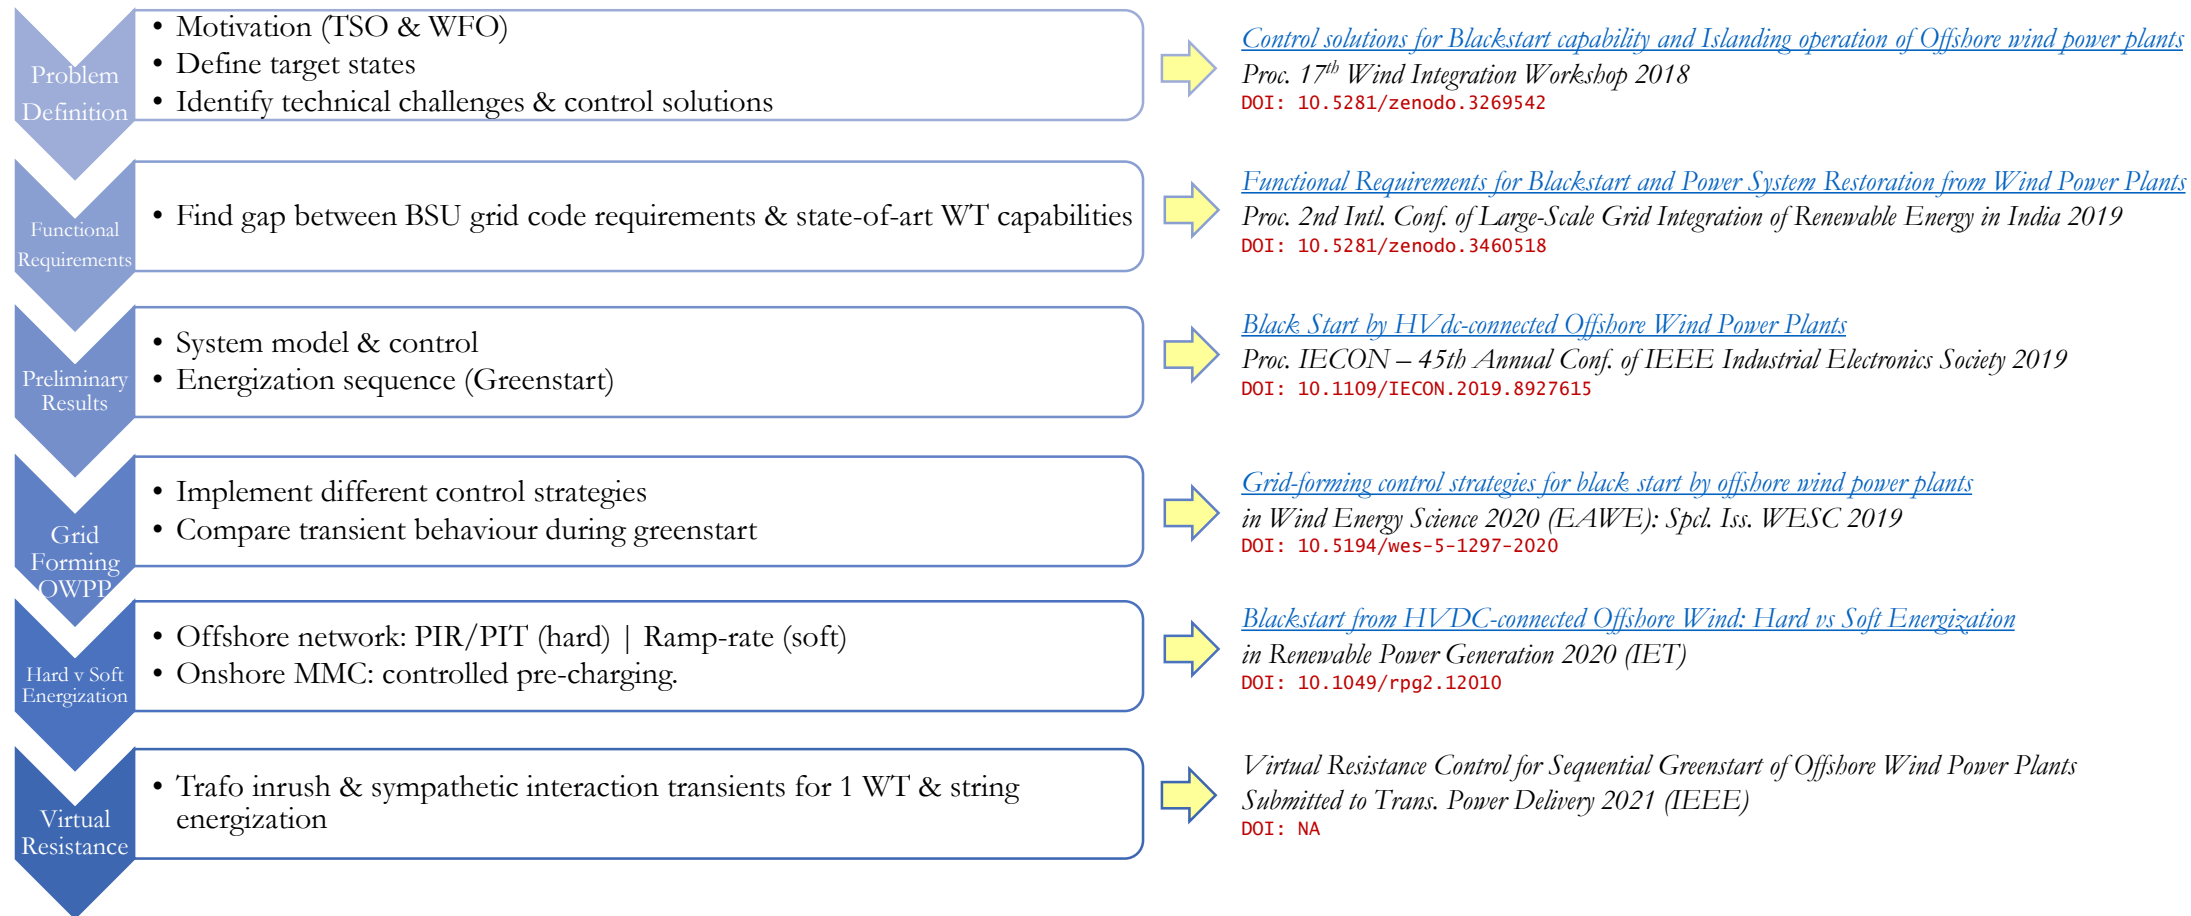 Problem
Definition
• Motivation (TSO & WFO)
• Define target states
• Identify technical challenges & control solutions
Control solutions for Blackstart capability and Islanding operation of Offshore wind power plants
Proc. 17th Wind Integration Workshop 2018
DOI: 10.5281/zenodo.3269542
Functional
Requirements
• Find gap between BSU grid code requirements & state-of-art WT capabilities
Functional Requirements for Blackstart and Power System Restoration from Wind Power Plants
Proc. 2nd Intl. Conf. of Large-Scale Grid Integration of Renewable Energy in India 2019
DOI: 10.5281/zenodo.3460518
Preliminary
Results
• System model & control
• Energization sequence (Greenstart)
Black Start by HVdc-connected Offshore Wind Power Plants
Proc. IECON – 45th Annual Conf. of IEEE Industrial Electronics Society 2019
DOI: 10.1109/IECON.2019.8927615
Grid
Forming
OWPP
• Implement different control strategies
• Compare transient behaviour during greenstart
Grid-forming control strategies for black start by offshore wind power plants
in Wind Energy Science 2020 (EAWE): Spcl. Iss. WESC 2019
DOI: 10.5194/wes-5-1297-2020
Hard v Soft
Energization
• Offshore network: PIR/PIT (hard) | Ramp-rate (soft)
• Onshore MMC: controlled pre-charging.
Blackstart from HVDC-connected Offshore Wind: Hard vs Soft Energization
in Renewable Power Generation 2020 (IET)
DOI: 10.1049/rpg2.12010
Virtual
Resistance
• Trafo inrush & sympathetic interaction transients for 1 WT & string
energization
Virtual Resistance Control for Sequential Greenstart of Offshore Wind Power Plants
Submitted to Trans. Power Delivery 2021 (IEEE)
DOI: NA